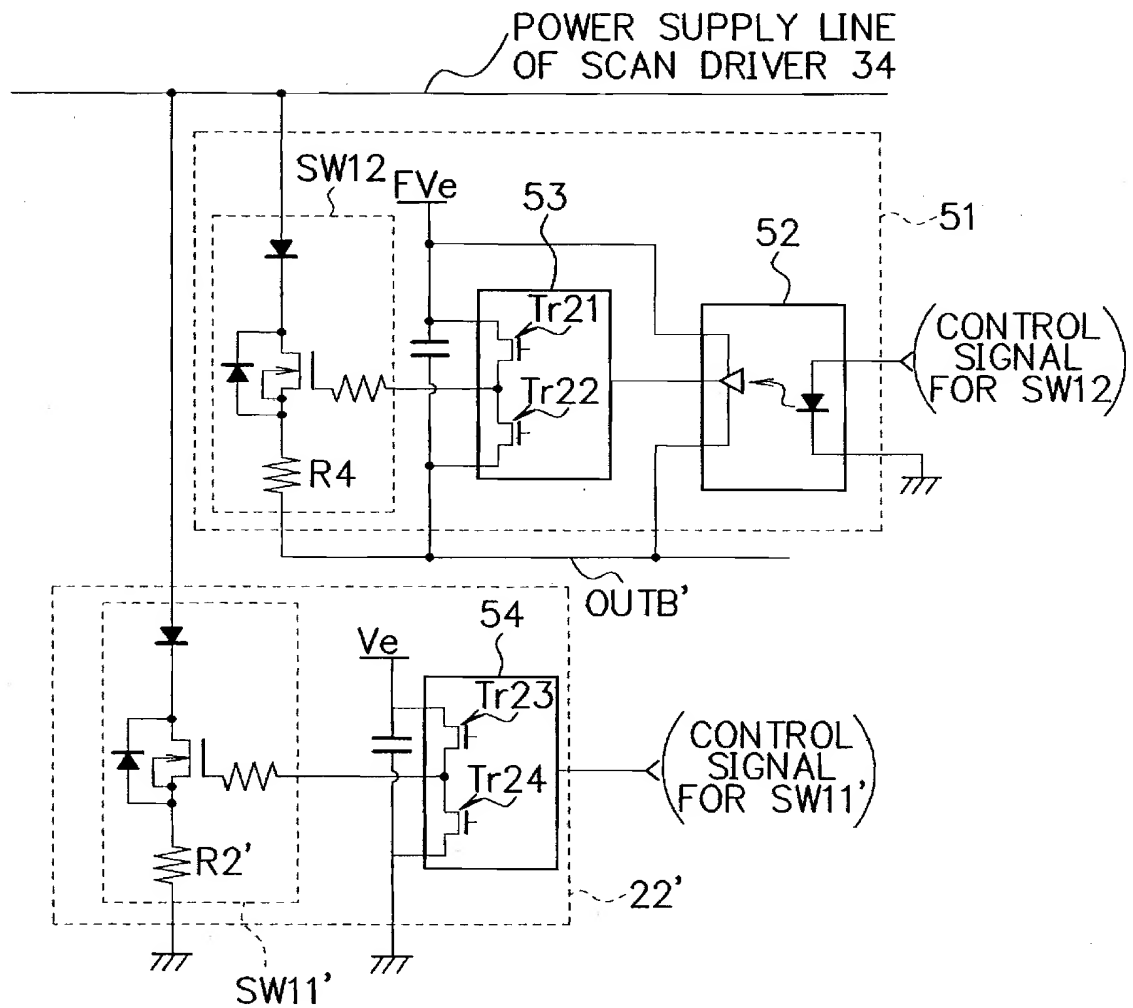 POWER SUPPLY LINE
OF SCAN DRIVER 34
SW12
FVe
53
51
52
Tr21
(CONTROL
SIGNAL
FOR SW12)
Tr22
R4
OUTB'
54
Ve
Tr23
(CONTROL
SIGNAL
FOR SW11')
Tr24
R2'
22'
SW11'